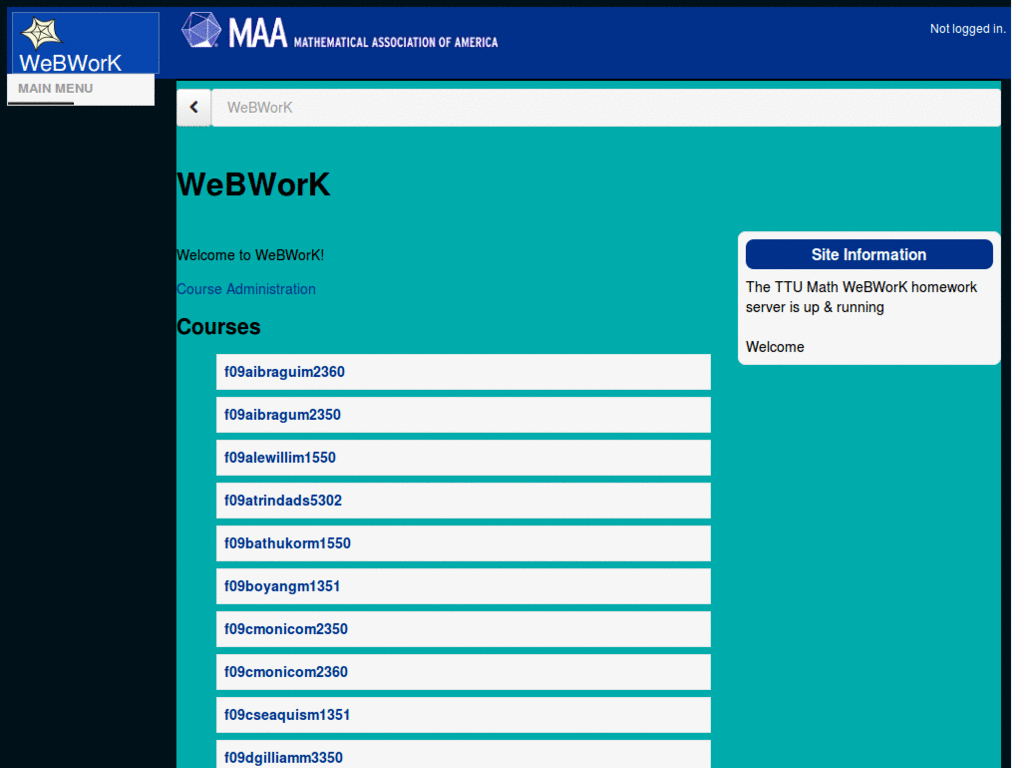 WeBWorK
MAA MATHEMATICAL ASSOCIATION OF AMERICA
Not logged in.
MAIN MENU
WeBWorK
WeBWorK
Welcome to WeBWorK!
Course Administration
Courses
f09aibraguim2360
f09aibragum2350
f09alewillim1550
f09atrindads5302
f09bathukorm1550
f09boyangm1351
f09cmonicom2350
f09cmonicom2360
f09cseaquism1351
f09dgilliamm3350
Site Information
The TTU Math WeBWorK homework
server is up & running
Welcome